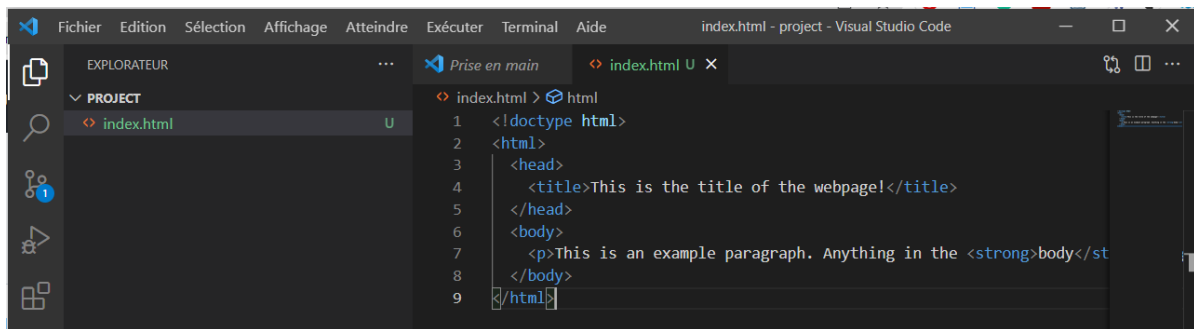 Fichier Edition Sélection Affichage Atteindre Exécuter Terminal Aide index.html - project - Visual Studio Code
EXPLORATEUR
PROJECT
index.html U
1
Prise en main index.html U
index.html > html
1 <!doctype html>
2 <html>
3 <head>
4 <title>This is the title of the webpage!</title>
5 </head>
6 <body>
7 <p>This is an example paragraph. Anything in the <strong>body</st
8 </body>
9 </html>